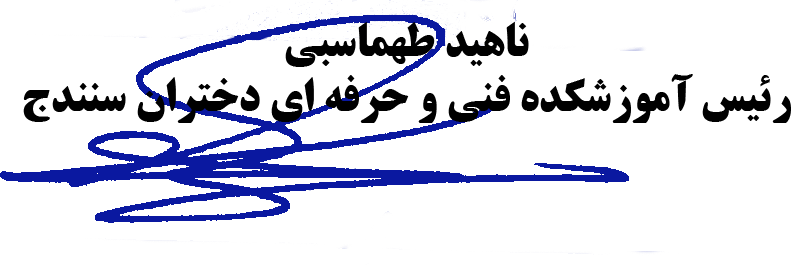 ناهید طهماسبی
رئیس آموزشکده فنی و حرفه ای دختران سنندج